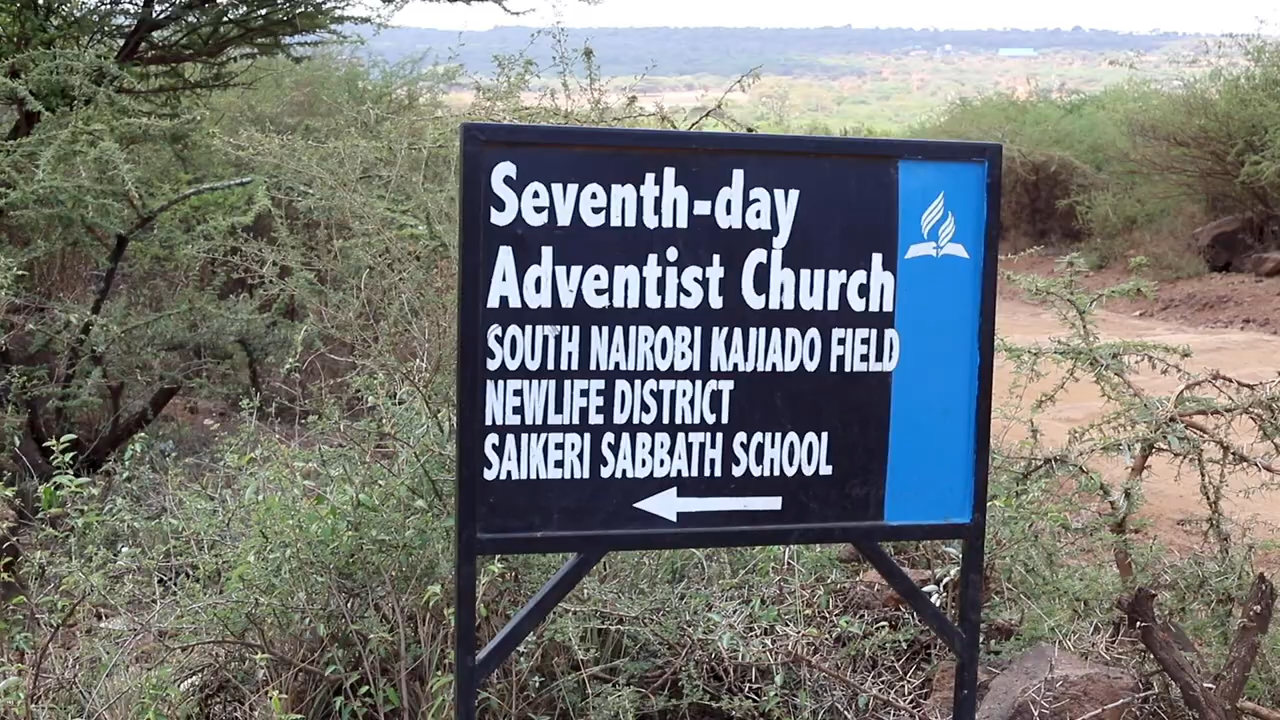 Seventh-day
Adventist Church
SOUTH NAIROBI KAJIADO FIELD
NEWLIFE DISTRICT
SAIKERI SABBATH SCHOOL